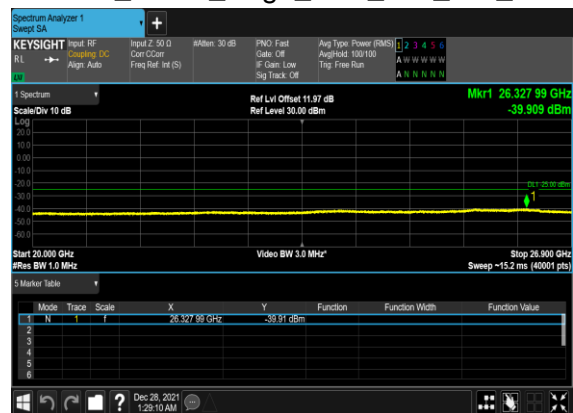 Spectrum Analyzer 1
Swept SA
KEYSIGHT
RL
Input: RF
Coupling: DC
Align: Auto
Input Z: 50 Ω
Corr CCorr
Freq Ref: Int (S)
#Atten: 30 dB
PNO: Fast
Gate: Off
IF Gain: Low
Sig Track: Off
Avg Type: Power (RMS)
Avg|Hold: 100/100
Trig: Free Run
1 2 3 4 5 6
A W W W W W
A N N N N N
1 Spectrum
Scale/Div 10 dB
Ref Lvl Offset 11.97 dB
Ref Level 30.00 dBm
Mkr1 26.327 99 GHz
-39.909 dBm
Log
20.0
10.0
0.00
-10.0
-20.0
-30.0
-40.0
-50.0
-60.0
DL1 -25.00 dBm
1
Start 20.000 GHz
#Res BW 1.0 MHz
Video BW 3.0 MHz*
Stop 26.900 GHz
Sweep ~15.2 ms (40001 pts)
5 Marker Table
Mode Trace Scale X Y Function Function Width Function Value
1 N 1 f 26.327 99 GHz -39.91 dBm
2
3
4
5
6
Dec 28, 2021
1:29:10 AM